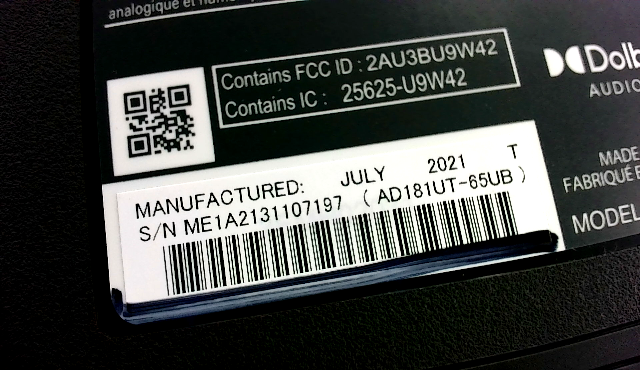 analogique et
Contains FCC ID : 2AU3BU9W42
Contains IC : 25625-U9W42
Dolb
AUDIO
MADE
FABRIQUÉ E
MODEL
MANUFACTURED: JULY 2021 T
S/N ME1A2131107197 ( AD181UT-65UB )